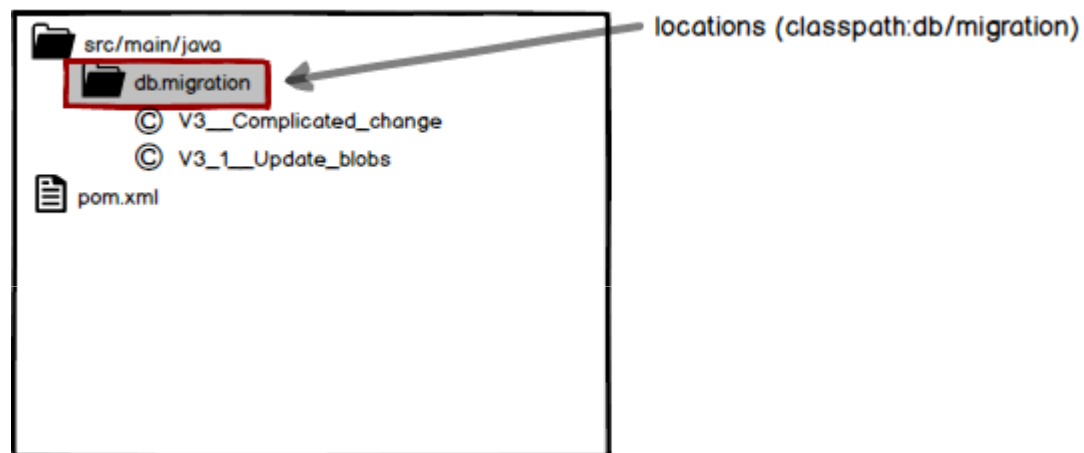 locations (classpath:db/migration)
src/main/java
db.migration
© V3__Complicated_change
© V3_1__Update_blobs
pom.xml